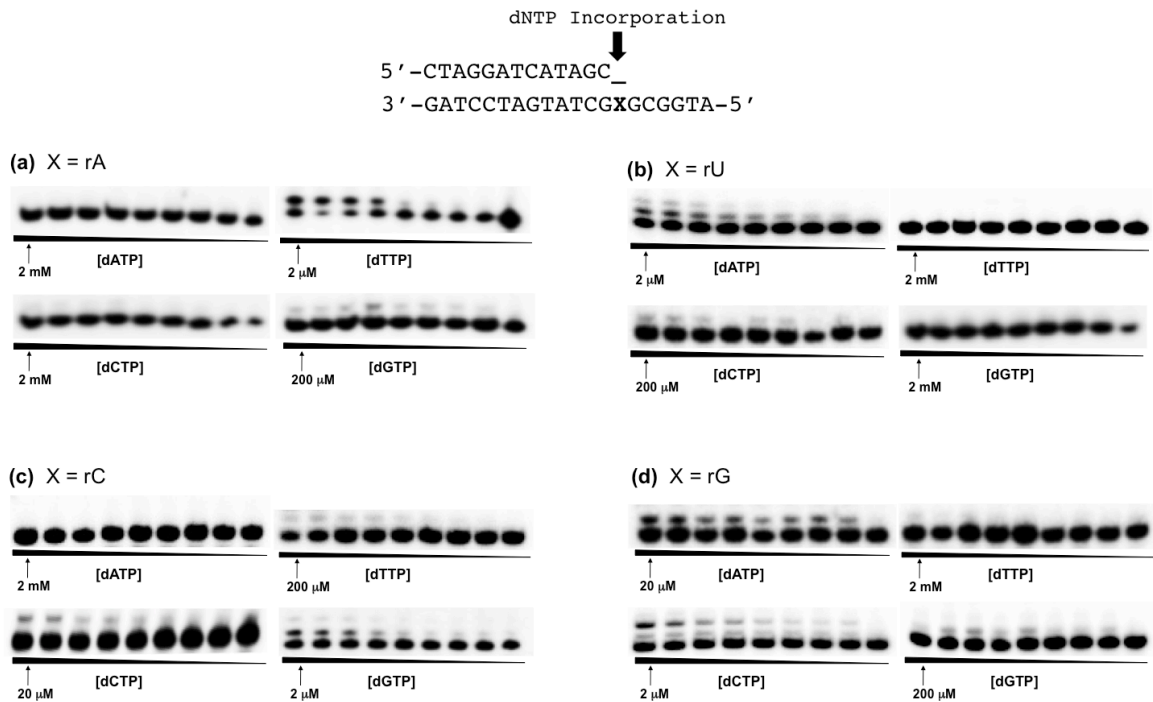 dNTP Incorporation
5’-CTAGGATCATAGC_
3’-GATCCTAGTATCGXGCGGTA-5’
(a) X = rA
2 mM [dATP]
2 μM [dTTP]
2 mM [dCTP]
200 μM [dGTP]
(b) X = rU
2 μM [dATP]
2 mM [dTTP]
200 μM [dCTP]
2 mM [dGTP]
(c) X = rC
2 mM [dATP]
200 μM [dTTP]
20 μM [dCTP]
2 μM [dGTP]
(d) X = rG
20 μM [dATP]
2 mM [dTTP]
2 μM [dCTP]
200 μM [dGTP]